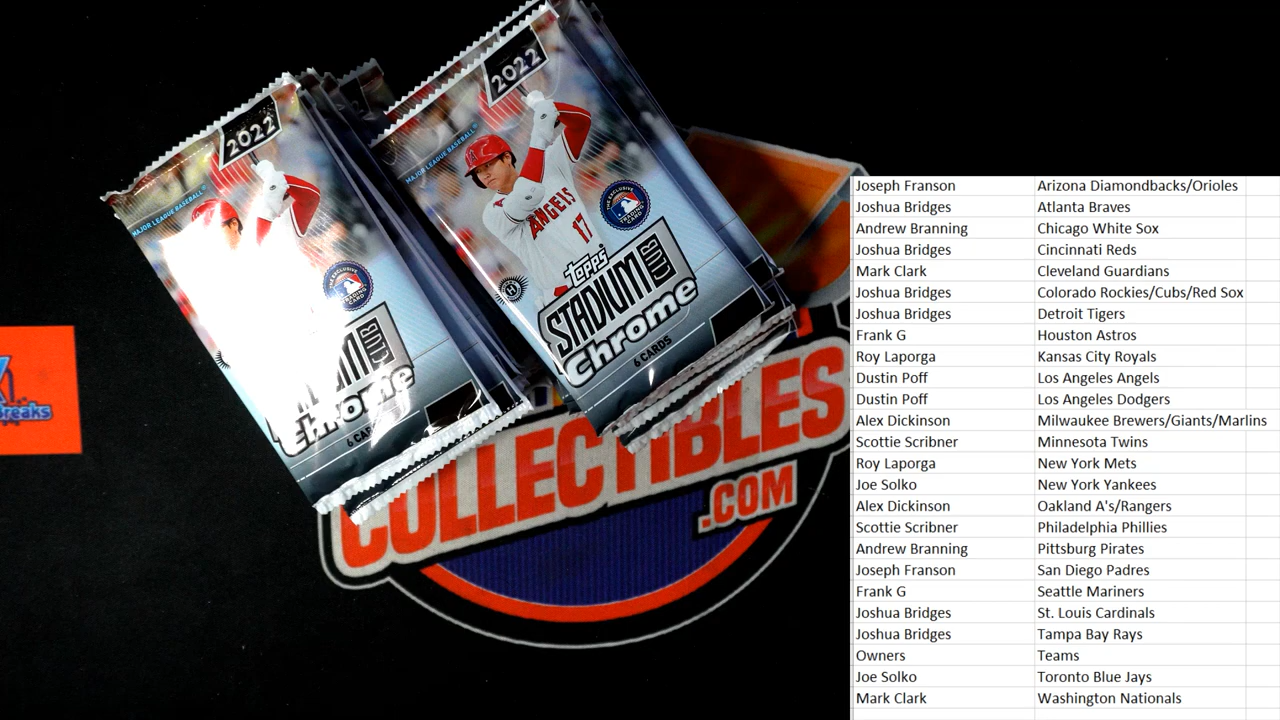 2022
MAJOR LEAGUE BASEBALL
CLUB
Chrome
6 CAR
2022
MAJOR LEAGUE BASEBALL
ANGELS
17
topps
STADIUM
CLUB
Chrome
6 CARDS
Breaks
COLLECTIBLES
.COM
Joseph Franson Arizona Diamondbacks/Orioles
Joshua Bridges Atlanta Braves
Andrew Branning Chicago White Sox
Joshua Bridges Cincinnati Reds
Mark Clark Cleveland Guardians
Joshua Bridges Colorado Rockies/Cubs/Red Sox
Joshua Bridges Detroit Tigers
Frank G Houston Astros
Roy Laporga Kansas City Royals
Dustin Poff Los Angeles Angels
Dustin Poff Los Angeles Dodgers
Alex Dickinson Milwaukee Brewers/Giants/Marlins
Scottie Scribner Minnesota Twins
Roy Laporga New York Mets
Joe Solko New York Yankees
Alex Dickinson Oakland A's/Rangers
Scottie Scribner Philadelphia Phillies
Andrew Branning Pittsburg Pirates
Joseph Franson San Diego Padres
Frank G Seattle Mariners
Joshua Bridges St. Louis Cardinals
Joshua Bridges Tampa Bay Rays
Owners Teams
Joe Solko Toronto Blue Jays
Mark Clark Washington Nationals